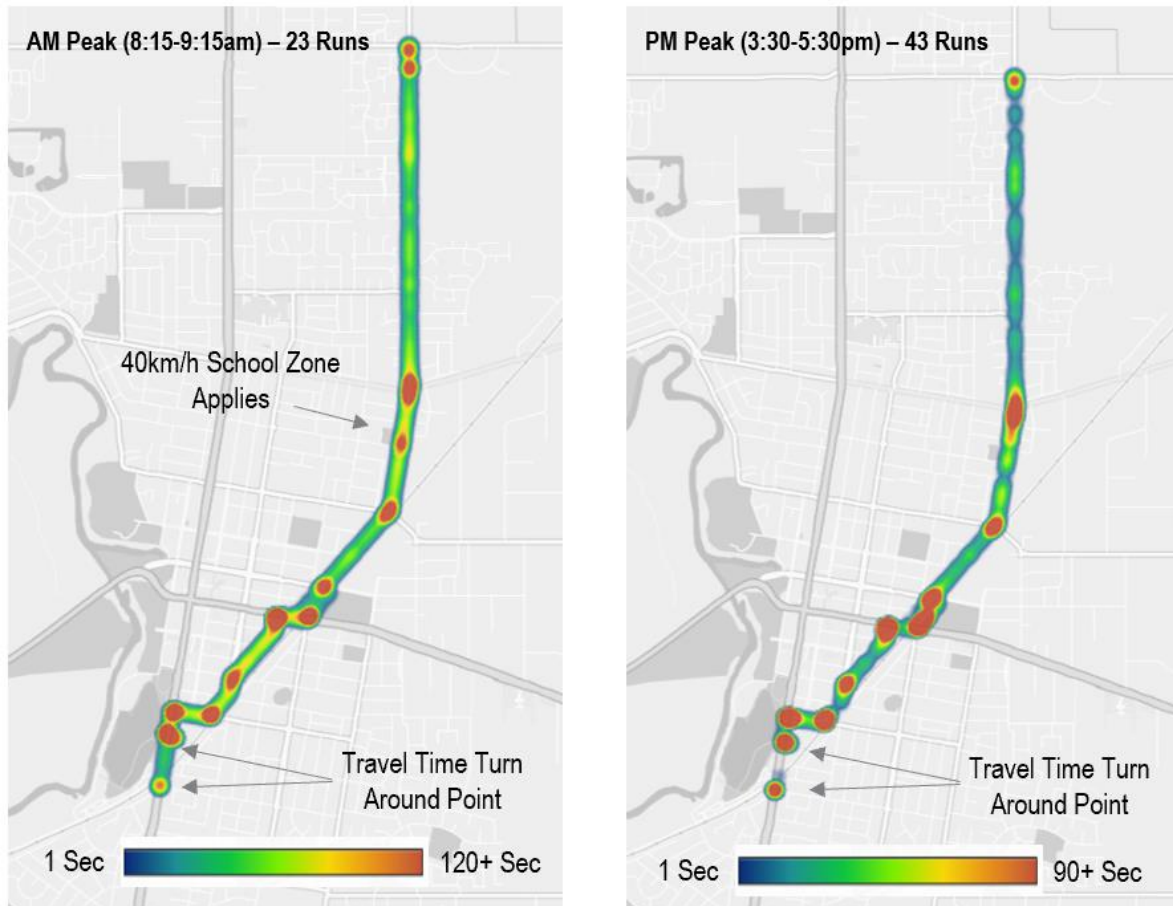 AM Peak (8:15-9:15am) – 23 Runs
40km/h School Zone
Applies
Travel Time Turn
Around Point
1 Sec
120+ Sec
PM Peak (3:30-5:30pm) – 43 Runs
Travel Time Turn
Around Point
1 Sec
90+ Sec